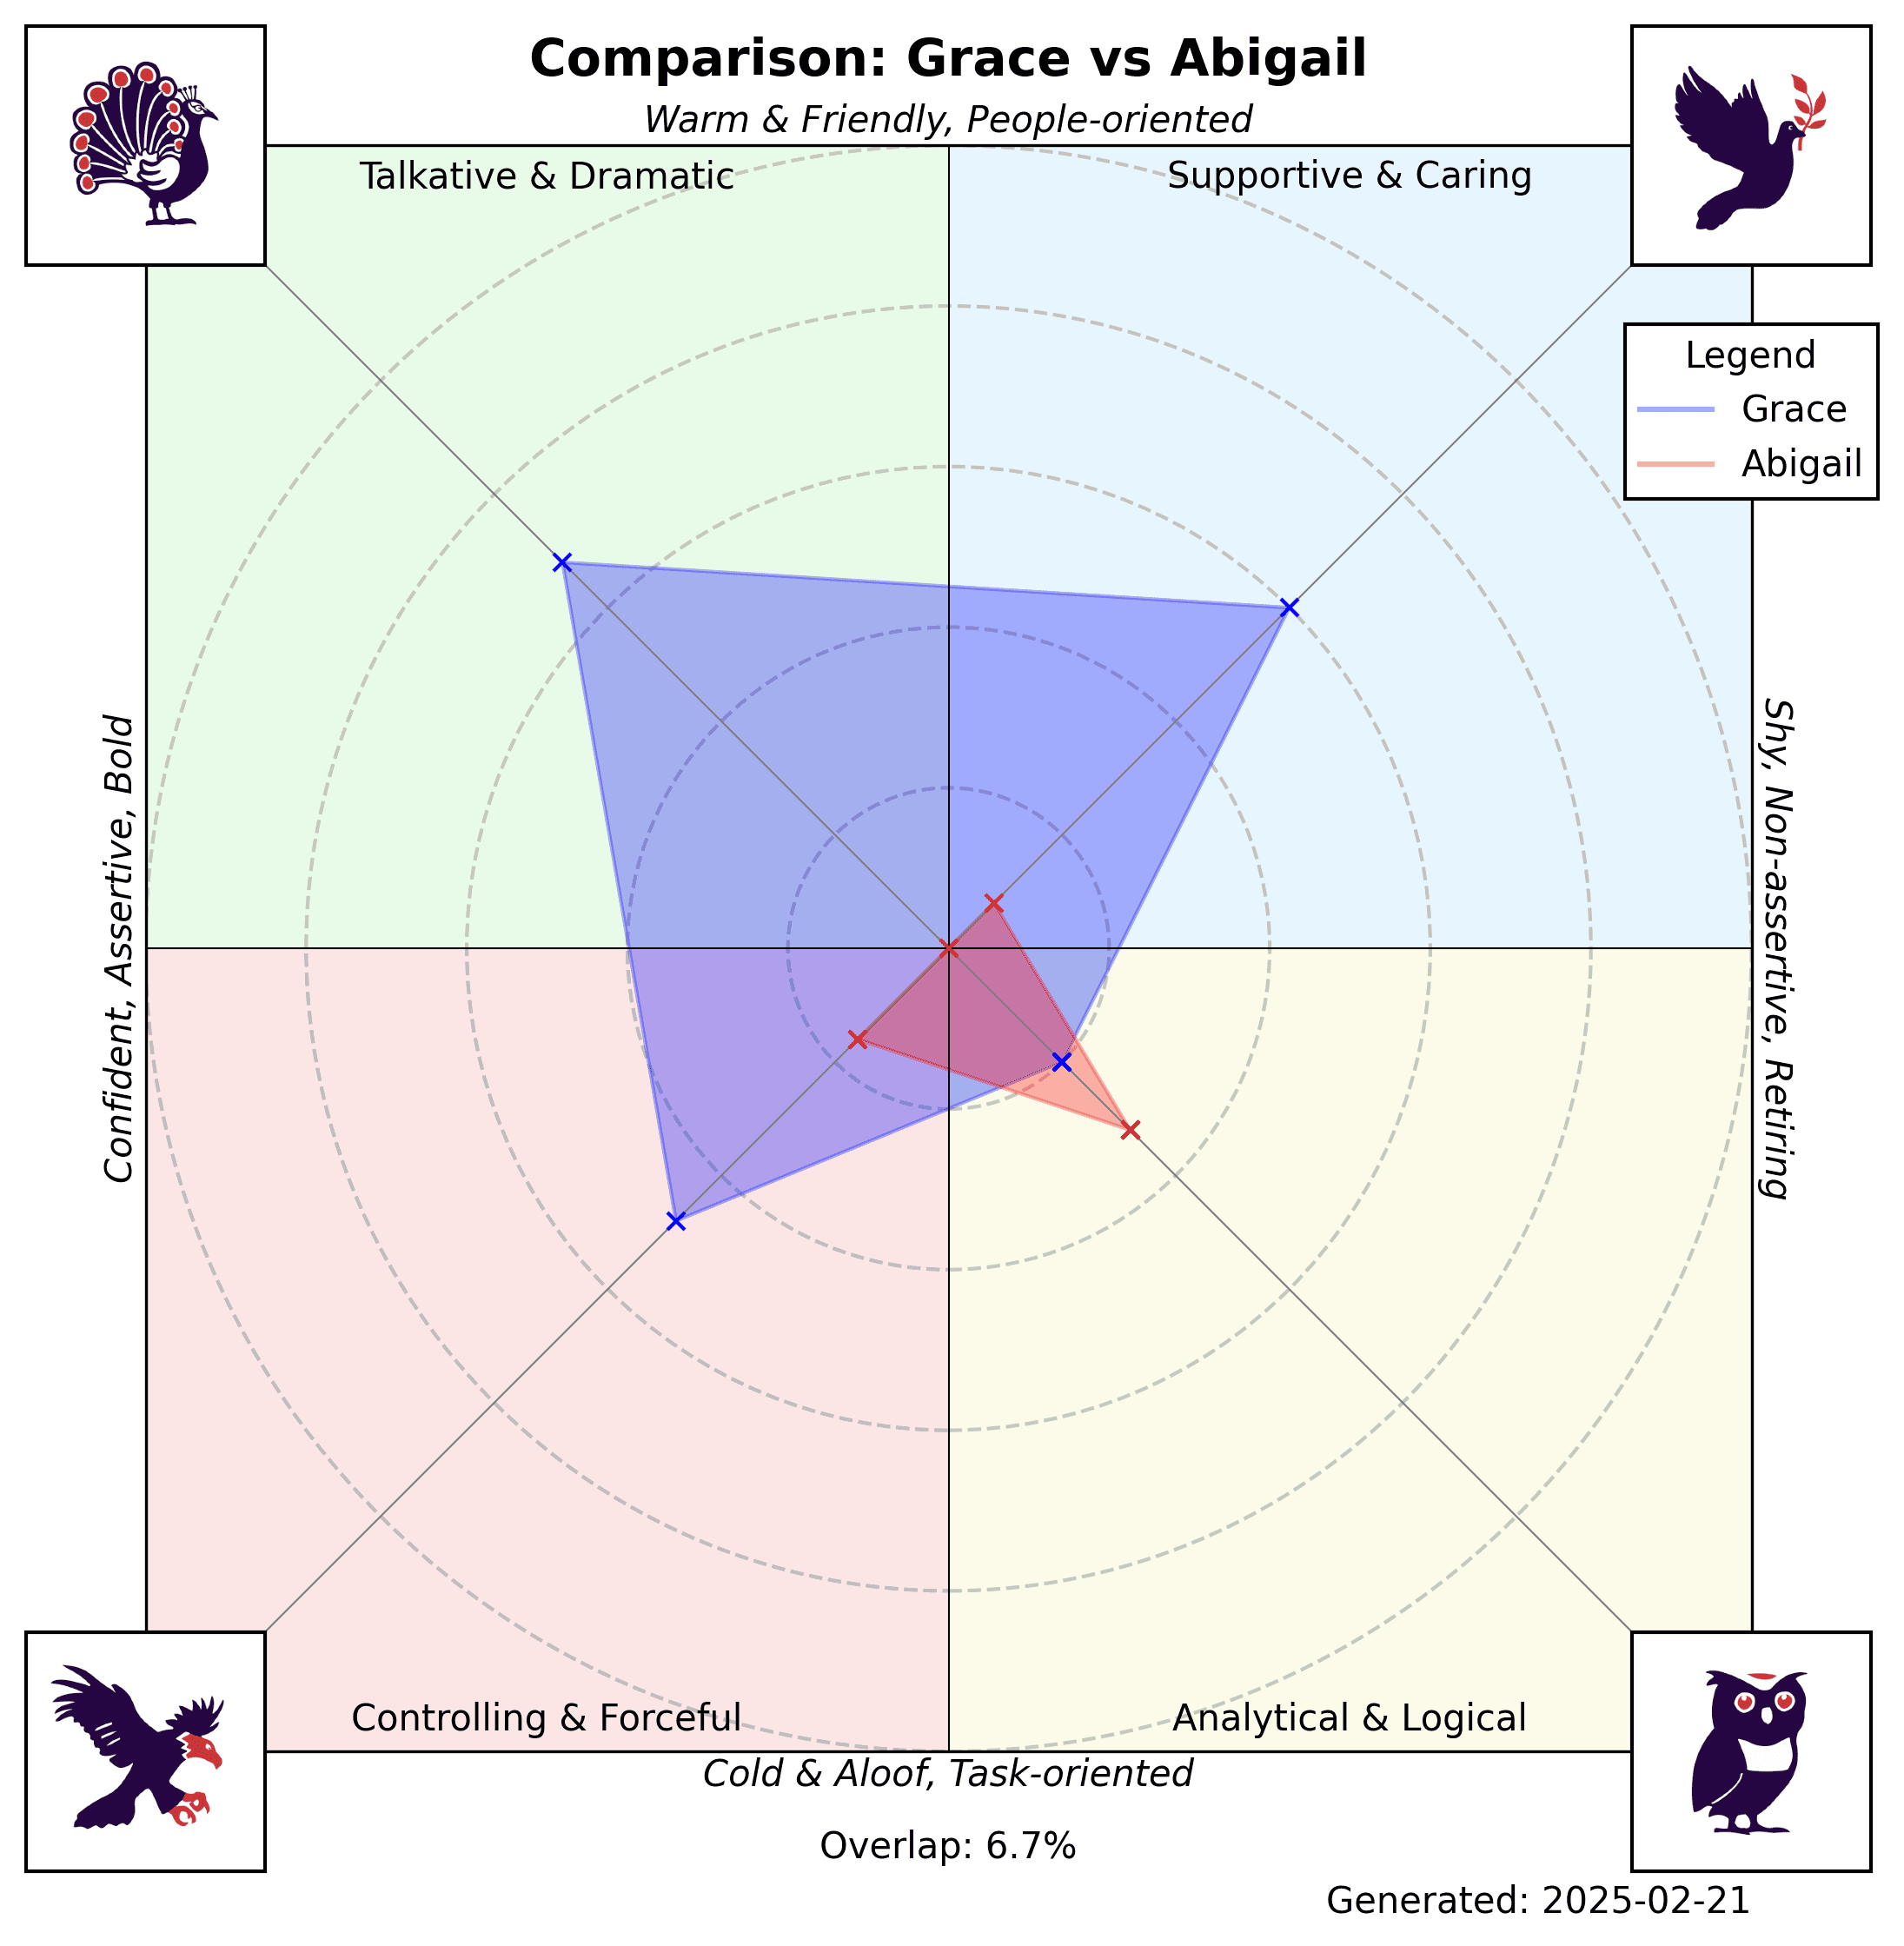 Comparison: Grace vs Abigail
Warm & Friendly, People-oriented
Talkative & Dramatic
Supportive & Caring
Legend
Grace
Abigail
Confident, Assertive, Bold
Shy, Non-assertive, Retiring
Controlling & Forceful
Analytical & Logical
Cold & Aloof, Task-oriented
Overlap: 6.7%
Generated: 2025-02-21